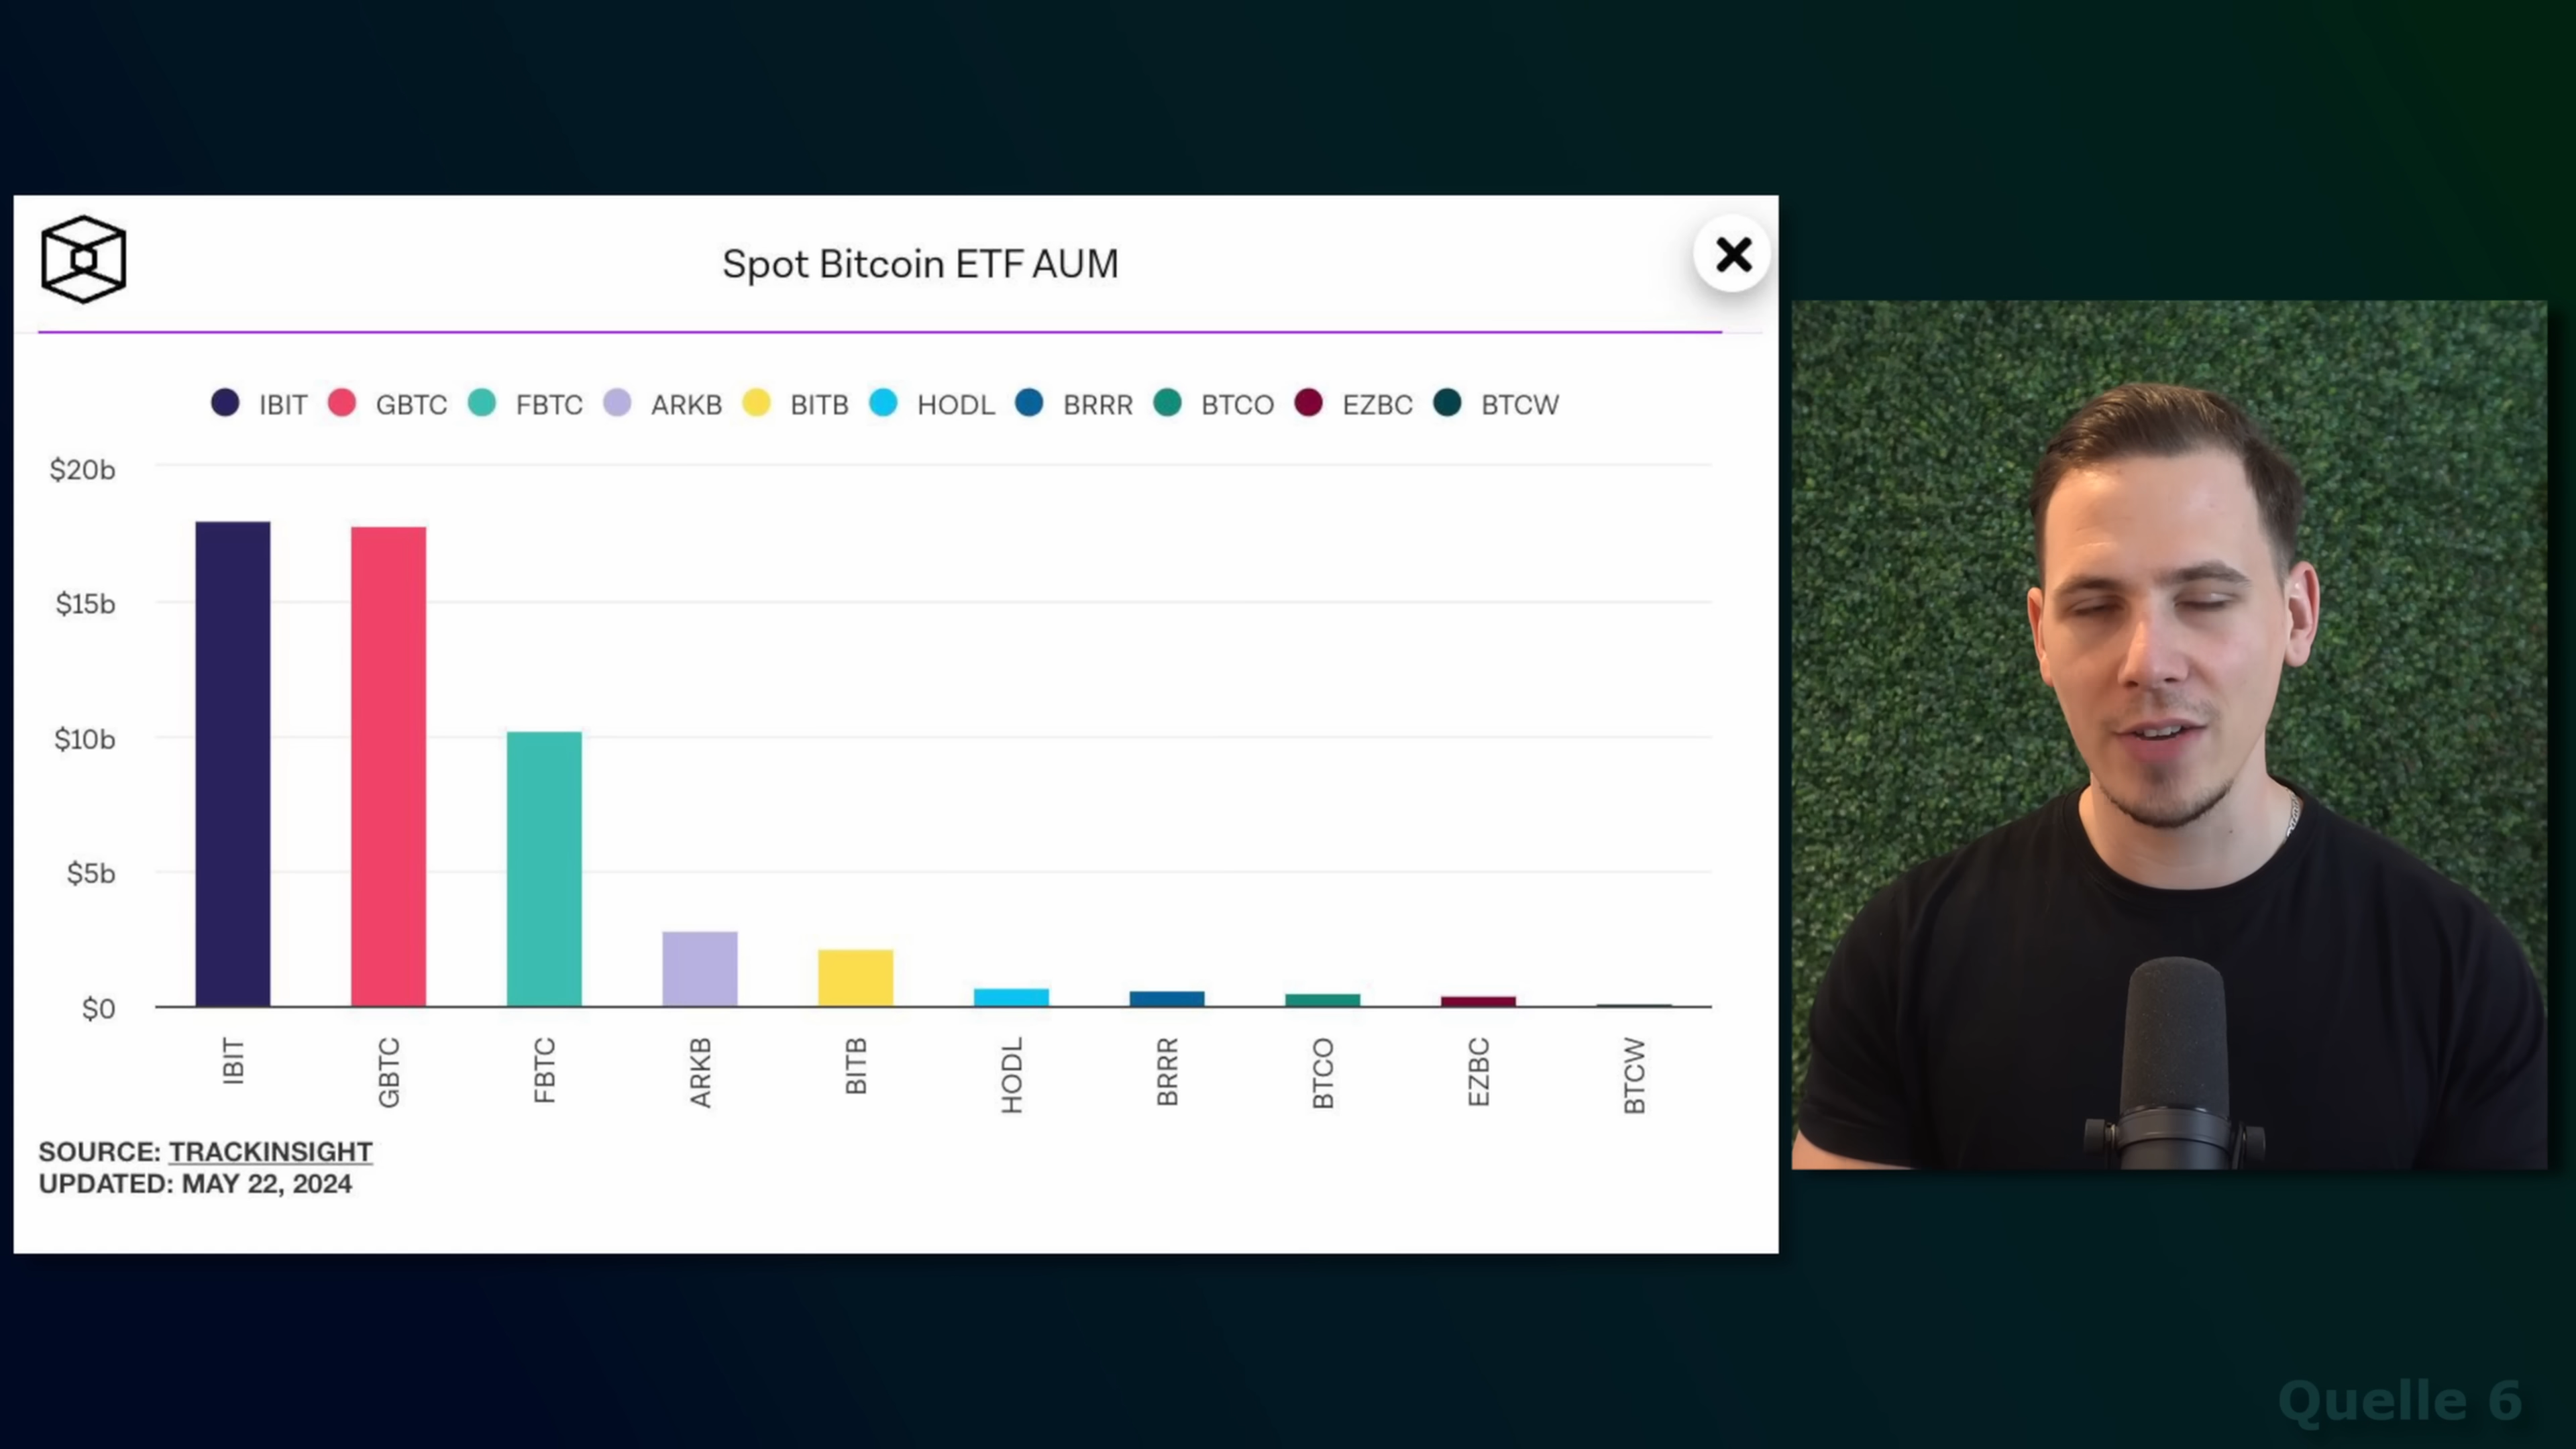 Spot Bitcoin ETF AUM
IBIT GBTC FBTC ARKB BITB HODL BRRR BTCO EZBC BTCW
$20b
$15b
$10b
$5b
$0
IBIT
GBTC
FBTC
ARKB
BITB
HODL
BRRR
BTCO
EZBC
BTCW
SOURCE: TRACKINSIGHT
UPDATED: MAY 22, 2024
Quelle 6